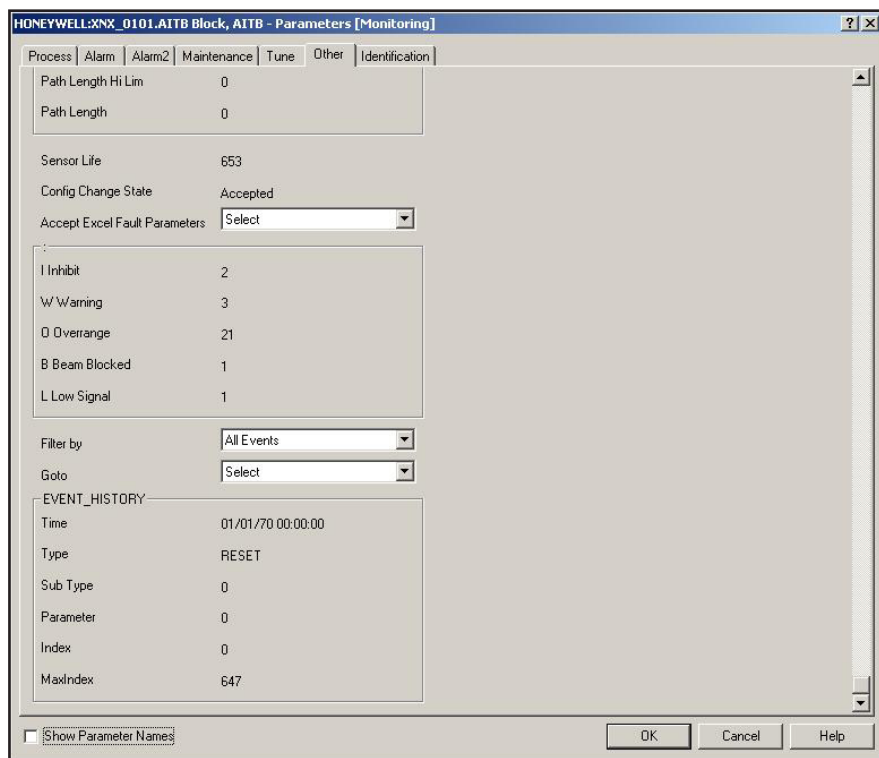 HONEYWELL:XNX_0101.AITB Block, AITB - Parameters [Monitoring]
Process Alarm Alarm2 Maintenance Tune Other Identification
Path Length Hi Lim 0
Path Length 0
Sensor Life 653
Config Change State Accepted
Accept Excel Fault Parameters Select
:
I Inhibit 2
W Warning 3
O Overrange 21
B Beam Blocked 1
L Low Signal 1
Filter by All Events
Goto Select
EVENT_HISTORY
Time 01/01/70 00:00:00
Type RESET
Sub Type 0
Parameter 0
Index 0
MaxIndex 647
Show Parameter Names OK Cancel Help